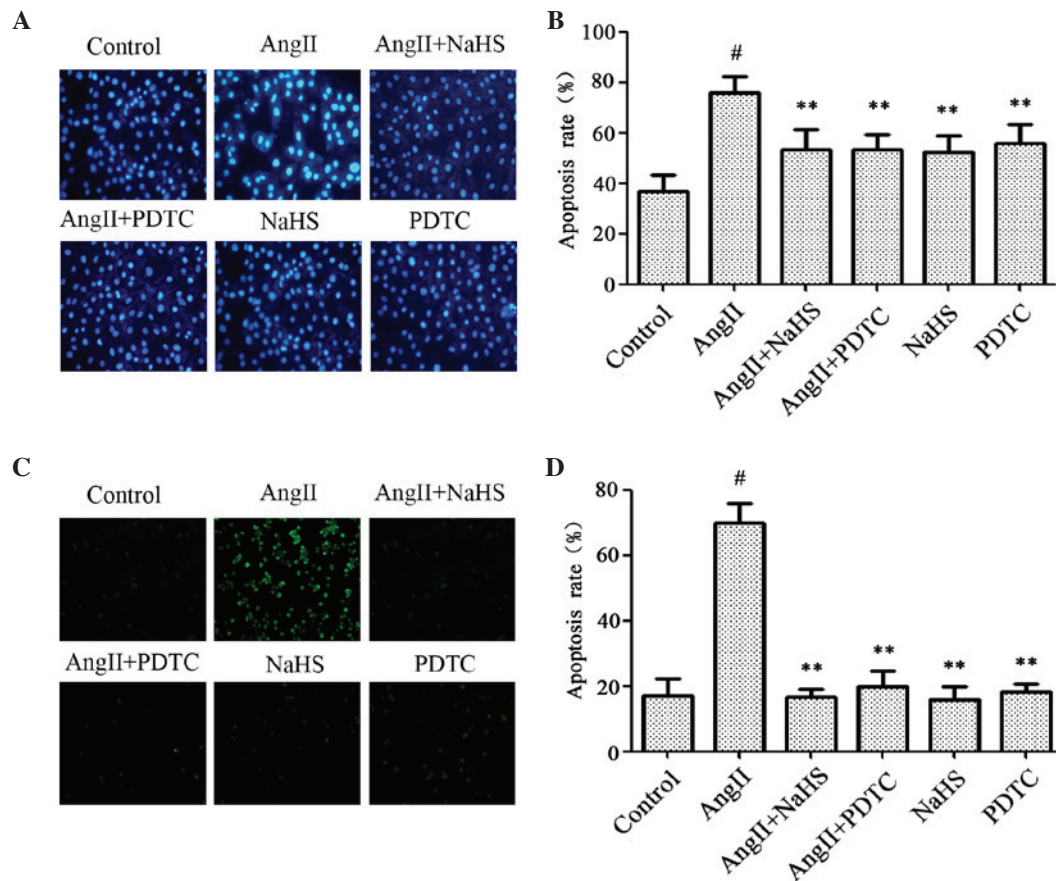 A
Control AngII AngII+NaHS
AngII+PDTC NaHS PDTC
B
Apoptosis rate (%)
100
80
60
40
20
0
#
** ** ** **
Control AngII AngII+NaHS AngII+PDTC NaHS PDTC
C
Control AngII AngII+NaHS
AngII+PDTC NaHS PDTC
D
Apoptosis rate (%)
80
60
40
20
0
#
** ** ** **
Control AngII AngII+NaHS AngII+PDTC NaHS PDTC